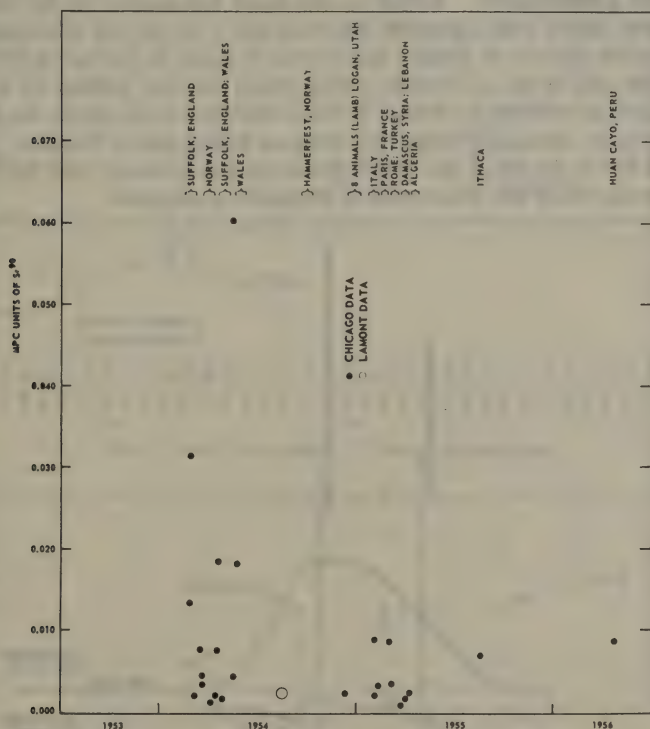 } SUFFOLK, ENGLAND
} NORWAY
} SUFFOLK, ENGLAND; WALES
} WALES
} HAMMERFEST, NORWAY
} 8 ANIMALS (LAMB) LOGAN, UTAH
} ITALY
} PARIS, FRANCE
} ROME; TURKEY
} DAMASCUS, SYRIA; LEBANON
} ALGERIA
ITHACA
HUAN CAYO, PERU
MPC UNITS OF Sr90
0.070
0.060
0.050
0.040
0.030
0.020
0.010
0.000
● CHICAGO DATA
○ LAMONT DATA
1953
1954
1955
1956